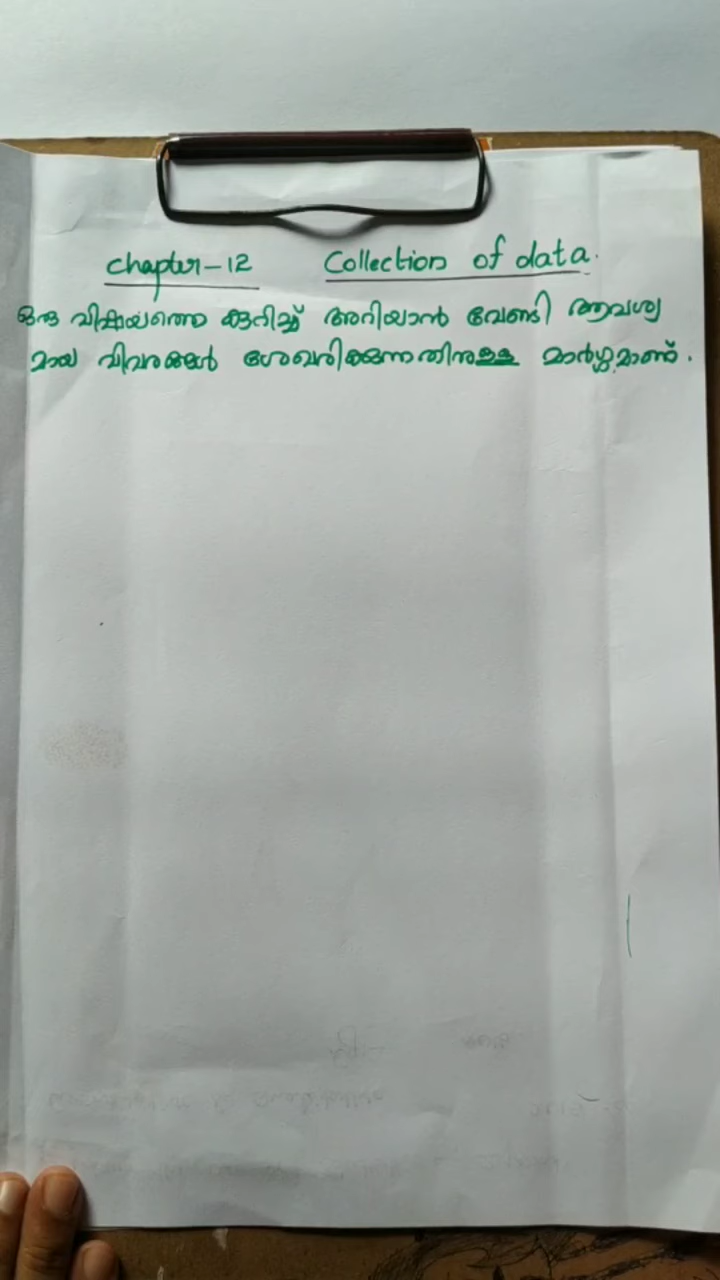 Chapter-12 Collection of data.
ഒരു വിഷയത്തെ കുറിച്ച് അറിയാൻ വേണ്ടി ആവശ്യ
മായ വിവരങ്ങൾ ശേഖരിക്കുന്നതിനുള്ള മാർഗ്ഗമാണ്.